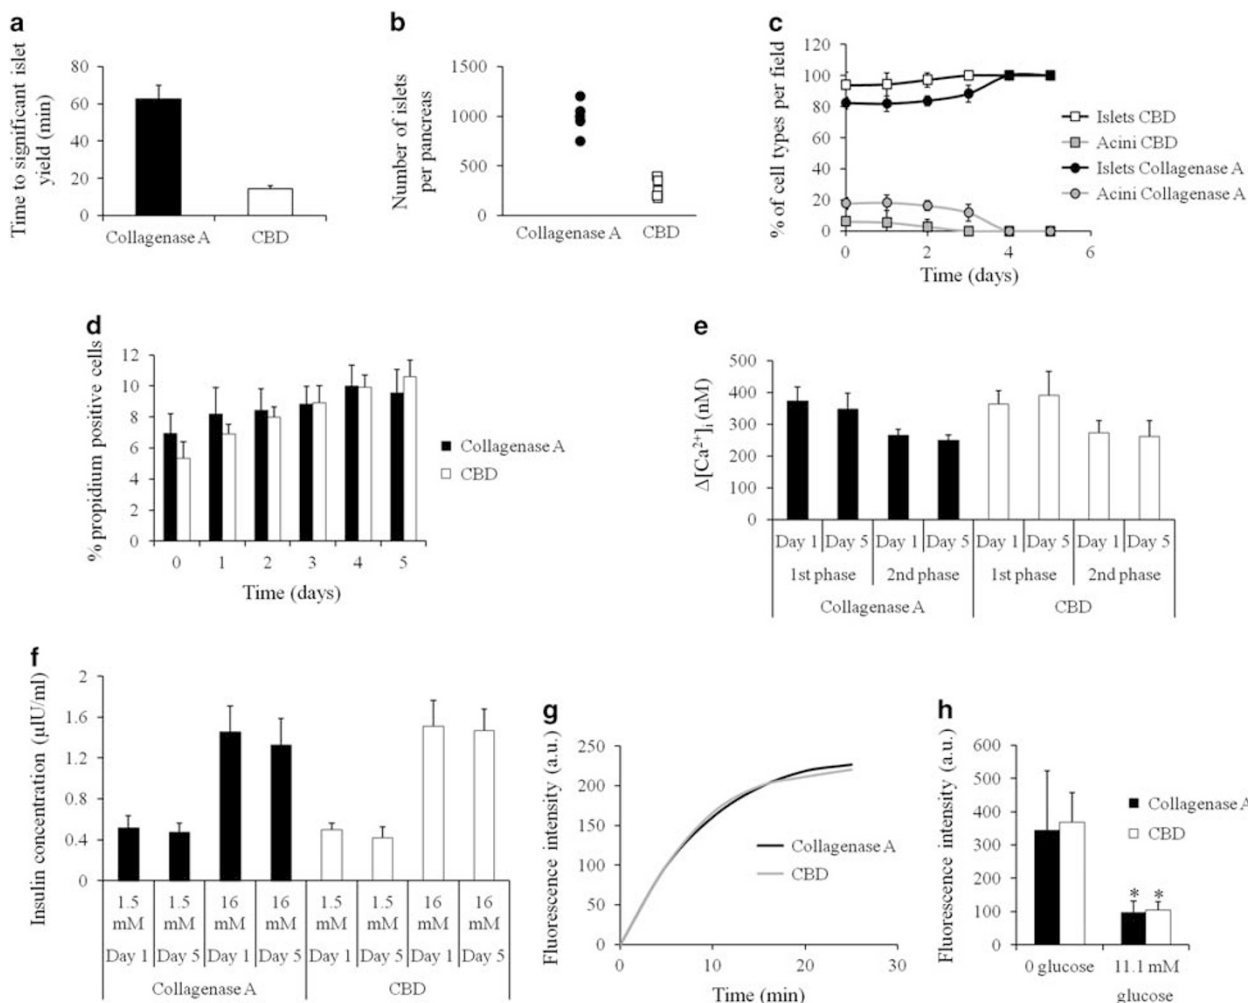 a
Time to significant islet
yield (min)
80
60
40
20
0
Collagenase A
CBD
b
Number of islets
per pancreas
1500
1000
500
0
Collagenase A
CBD
c
% of cell types per field
120
100
80
60
40
20
0
0
2
4
6
Time (days)
Islets CBD
Acini CBD
Islets Collagenase A
Acini Collagenase A
d
% propidium positive cells
12
10
8
6
4
2
0
0 1 2 3 4 5
Time (days)
Collagenase A
CBD
e
Δ[Ca²⁺]ᵢ (nM)
500
400
300
200
100
0
Day 1 Day 5 Day 1 Day 5 Day 1 Day 5 Day 1 Day 5
1st phase 2nd phase 1st phase 2nd phase
Collagenase A CBD
f
Insulin concentration (µIU/ml)
2
1.6
1.2
0.8
0.4
0
1.5 1.5 16 16 1.5 1.5 16 16
mM mM mM mM mM mM mM mM
Day 1 Day 5 Day 1 Day 5 Day 1 Day 5 Day 1 Day 5
Collagenase A CBD
g
Fluorescence intensity (a.u.)
250
200
150
100
50
0
0 10 20 30
Time (min)
Collagenase A
CBD
h
Fluorescence intensity (a.u.)
600
500
400
300
200
100
0
* *
0 glucose 11.1 mM
glucose
Collagenase A
CBD